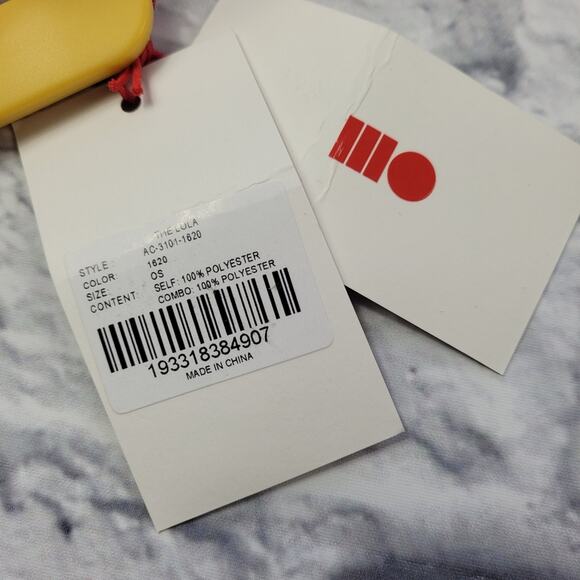 THE LOLA
STYLE: AC-3101-1620
COLOR: 1620
SIZE: OS
CONTENT: SELF: 100% POLYESTER
COMBO: 100% POLYESTER
193318384907
MADE IN CHINA